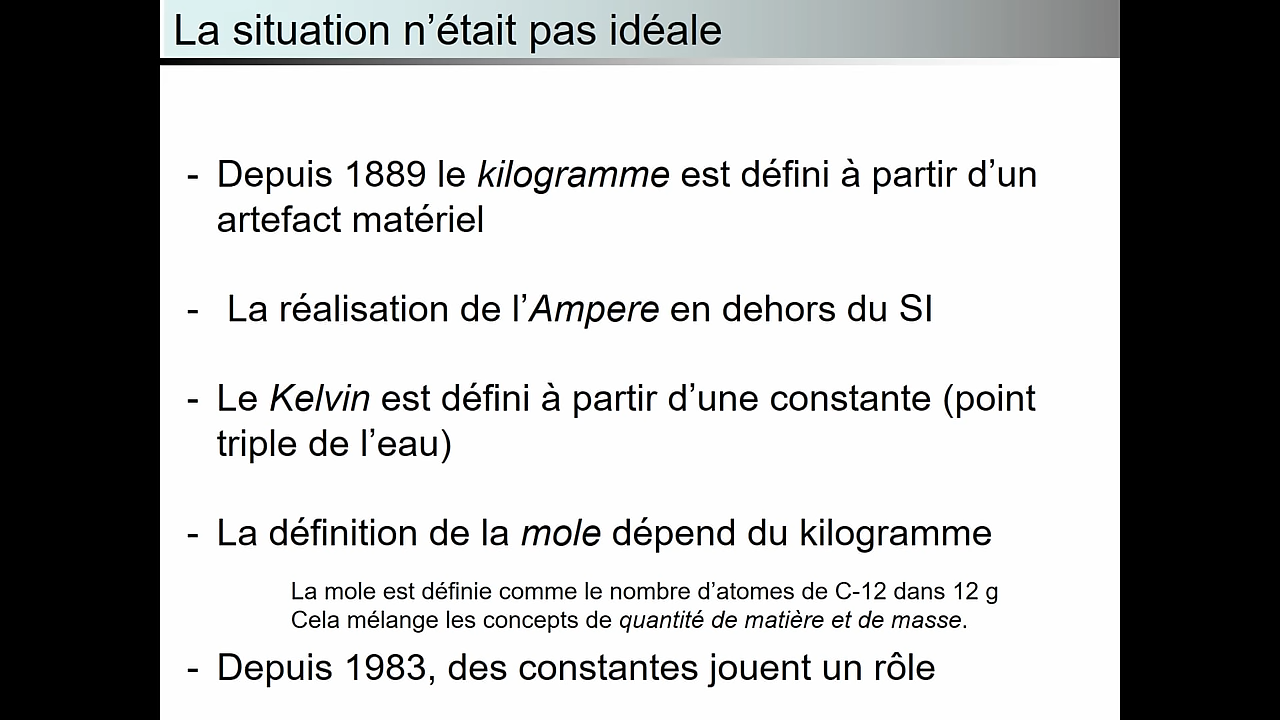 La situation n’était pas idéale
- Depuis 1889 le kilogramme est défini à partir d’un
artefact matériel
- La réalisation de l’Ampere en dehors du SI
- Le Kelvin est défini à partir d’une constante (point
triple de l’eau)
- La définition de la mole dépend du kilogramme
La mole est définie comme le nombre d’atomes de C-12 dans 12 g
Cela mélange les concepts de quantité de matière et de masse.
- Depuis 1983, des constantes jouent un rôle